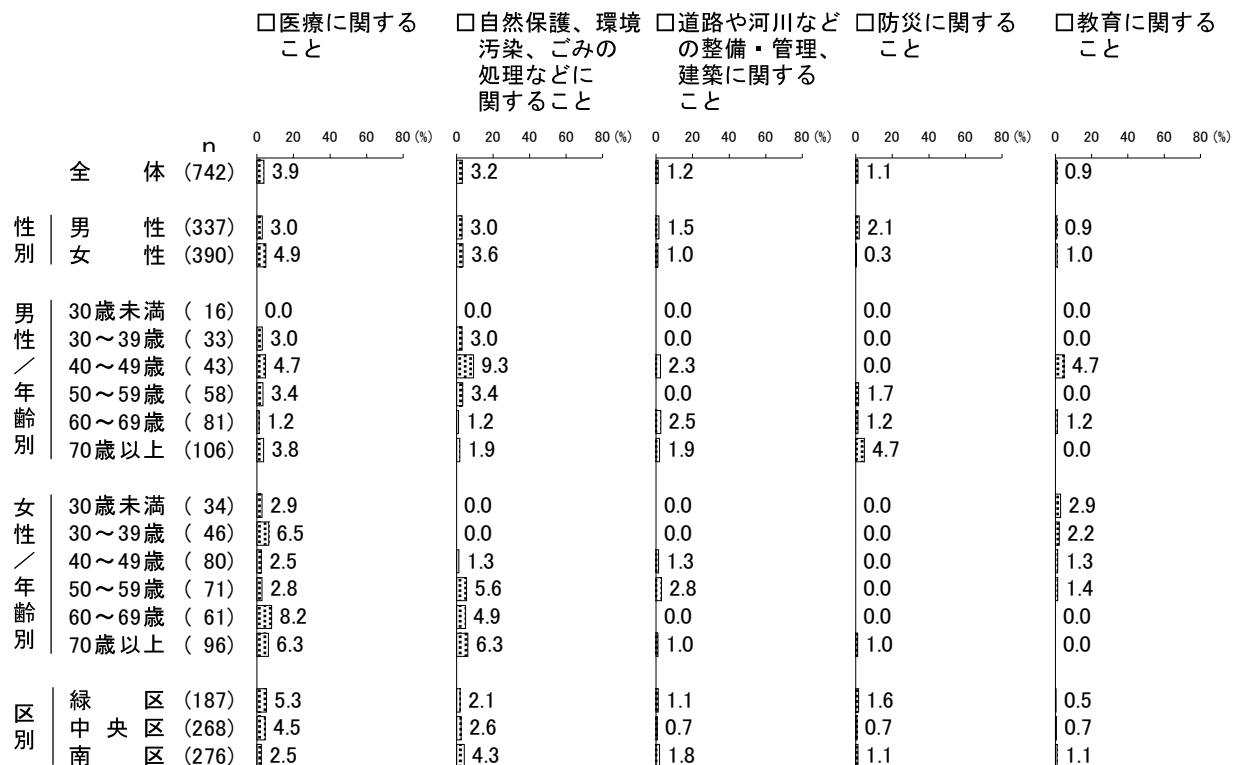 □医療に関する
こと
□自然保護、環境
汚染、ごみの
処理などに
関すること
□道路や河川など
の整備・管理、
建築に関する
こと
□防災に関する
こと
□教育に関する
こと
n 0 20 40 60 80(%) 0 20 40 60 80(%) 0 20 40 60 80(%) 0 20 40 60 80(%) 0 20 40 60 80(%)
全体 (742) 3.9 3.2 1.2 1.1 0.9
性別
男性 (337) 3.0 3.0 1.5 2.1 0.9
女性 (390) 4.9 3.6 1.0 0.3 1.0
男性／年齢別
30歳未満 ( 16) 0.0 0.0 0.0 0.0 0.0
30～39歳 ( 33) 3.0 3.0 0.0 0.0 0.0
40～49歳 ( 43) 4.7 9.3 2.3 0.0 4.7
50～59歳 ( 58) 3.4 3.4 0.0 1.7 0.0
60～69歳 ( 81) 1.2 1.2 2.5 1.2 1.2
70歳以上 (106) 3.8 1.9 1.9 4.7 0.0
女性／年齢別
30歳未満 ( 34) 2.9 0.0 0.0 0.0 2.9
30～39歳 ( 46) 6.5 0.0 0.0 0.0 2.2
40～49歳 ( 80) 2.5 1.3 1.3 0.0 1.3
50～59歳 ( 71) 2.8 5.6 2.8 0.0 1.4
60～69歳 ( 61) 8.2 4.9 0.0 0.0 0.0
70歳以上 ( 96) 6.3 6.3 1.0 1.0 0.0
区別
緑区 (187) 5.3 2.1 1.1 1.6 0.5
中央区 (268) 4.5 2.6 0.7 0.7 0.7
南区 (276) 2.5 4.3 1.8 1.1 1.1